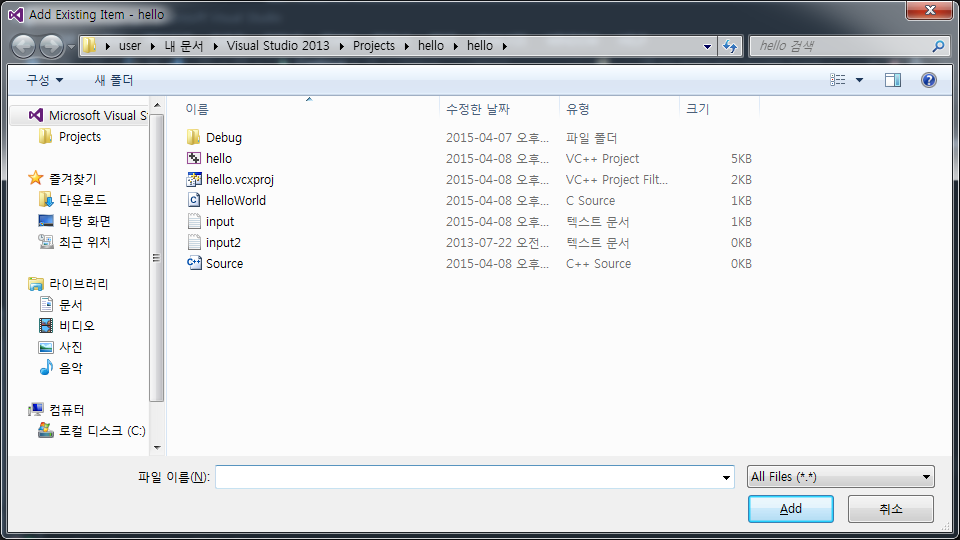 Add Existing Item - hello
Microsoft Visual Studio
user 내 문서 Visual Studio 2013 Projects hello hello
hello 검색
구성 새 폴더
Microsoft Visual S
Projects
즐겨찾기
다운로드
바탕 화면
최근 위치
라이브러리
문서
비디오
사진
음악
컴퓨터
로컬 디스크 (C:)
이름 수정한 날짜 유형 크기
Debug 2015-04-07 오후... 파일 폴더
hello 2015-04-08 오후... VC++ Project 5KB
hello.vcxproj 2015-04-08 오후... VC++ Project Filt... 2KB
HelloWorld 2015-04-08 오후... C Source 1KB
input 2015-04-08 오후... 텍스트 문서 1KB
input2 2013-07-22 오전... 텍스트 문서 0KB
Source 2015-04-08 오후... C++ Source 0KB
파일 이름(N): All Files (*.*)
Add 취소